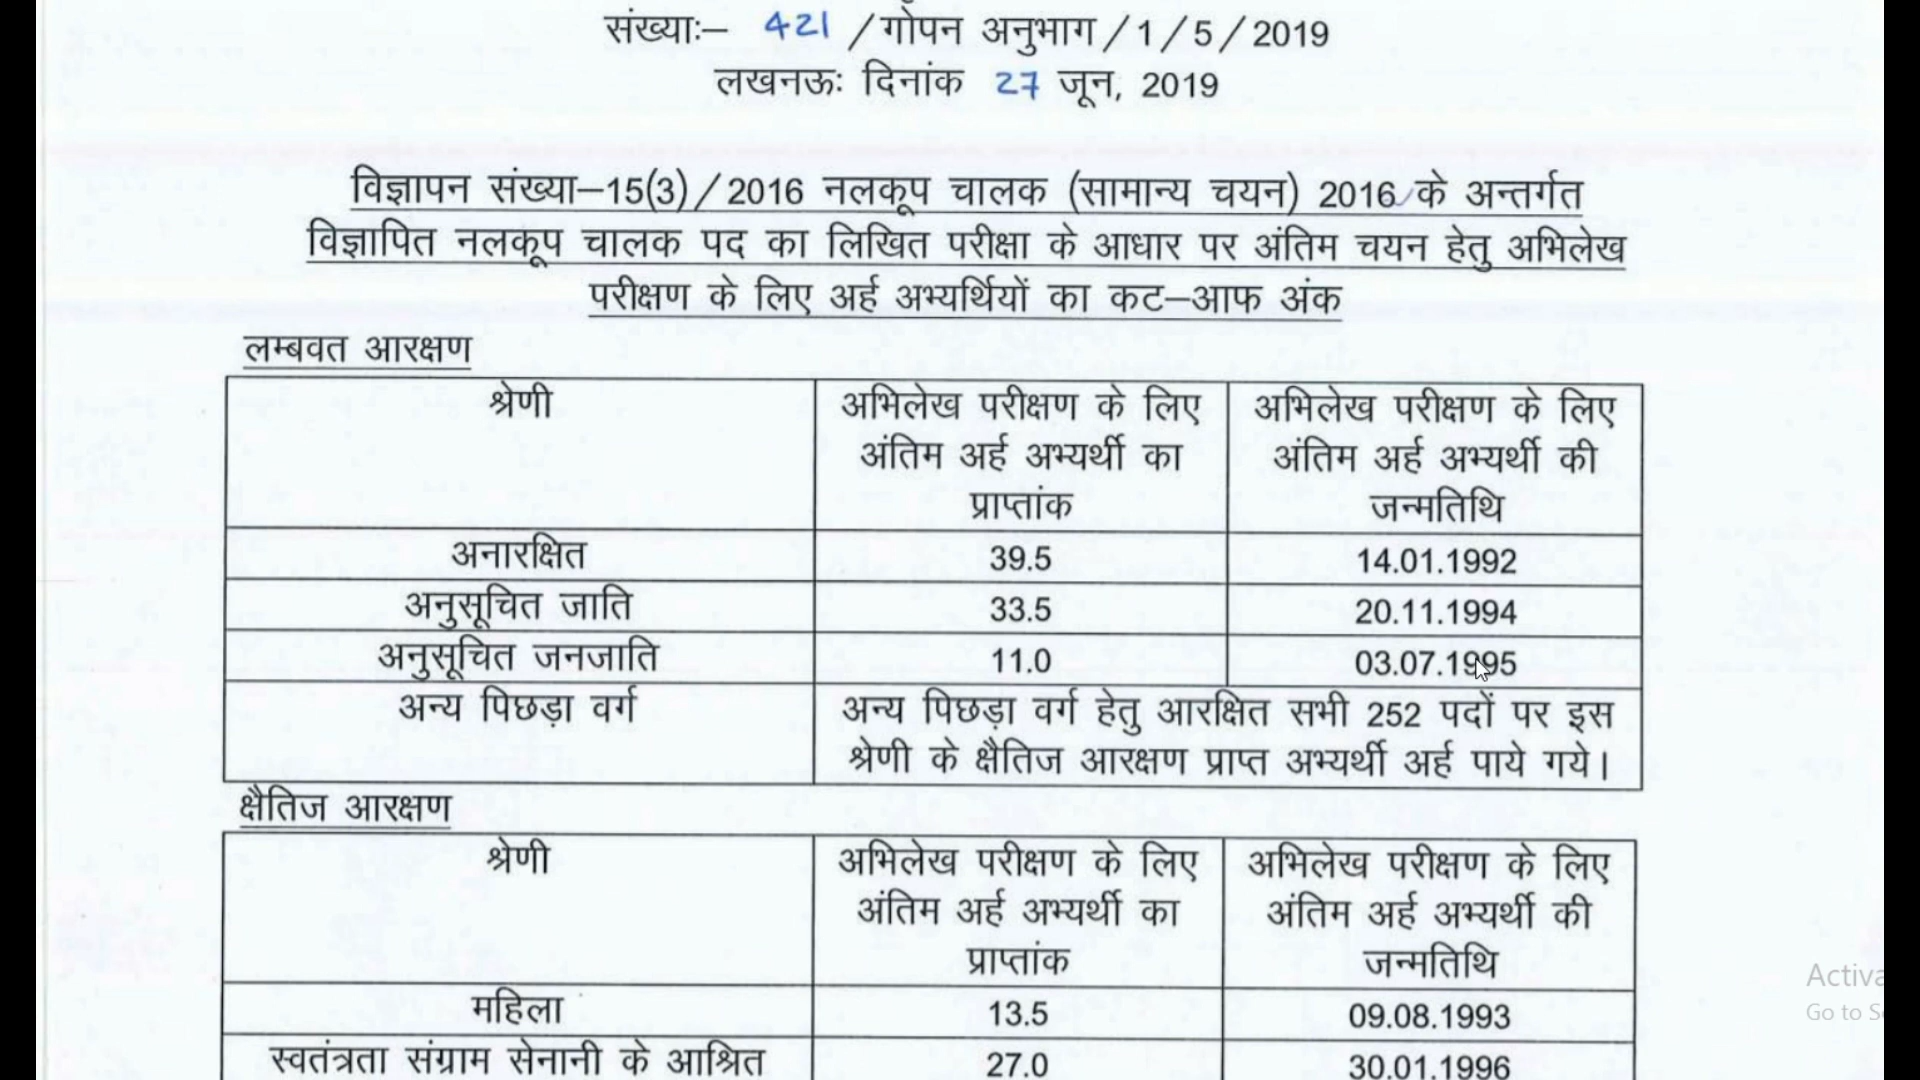 संख्याः– 421 /गोपन अनुभाग/1/5/2019
लखनऊः दिनांक 27 जून, 2019
विज्ञापन संख्या–15(3)/2016 नलकूप चालक (सामान्य चयन) 2016 के अन्तर्गत
विज्ञापित नलकूप चालक पद का लिखित परीक्षा के आधार पर अंतिम चयन हेतु अभिलेख
परीक्षण के लिए अर्ह अभ्यर्थियों का कट–आफ अंक
लम्बवत आरक्षण
श्रेणी
अभिलेख परीक्षण के लिए
अंतिम अर्ह अभ्यर्थी का
प्राप्तांक
अभिलेख परीक्षण के लिए
अंतिम अर्ह अभ्यर्थी की
जन्मतिथि
अनारक्षित 39.5 14.01.1992
अनुसूचित जाति 33.5 20.11.1994
अनुसूचित जनजाति 11.0 03.07.1995
अन्य पिछड़ा वर्ग
अन्य पिछड़ा वर्ग हेतु आरक्षित सभी 252 पदों पर इस
श्रेणी के क्षैतिज आरक्षण प्राप्त अभ्यर्थी अर्ह पाये गये।
क्षैतिज आरक्षण
श्रेणी
अभिलेख परीक्षण के लिए
अंतिम अर्ह अभ्यर्थी का
प्राप्तांक
अभिलेख परीक्षण के लिए
अंतिम अर्ह अभ्यर्थी की
जन्मतिथि
महिला 13.5 09.08.1993
स्वतंत्रता संग्राम सेनानी के आश्रित 27.0 30.01.1996
Go to